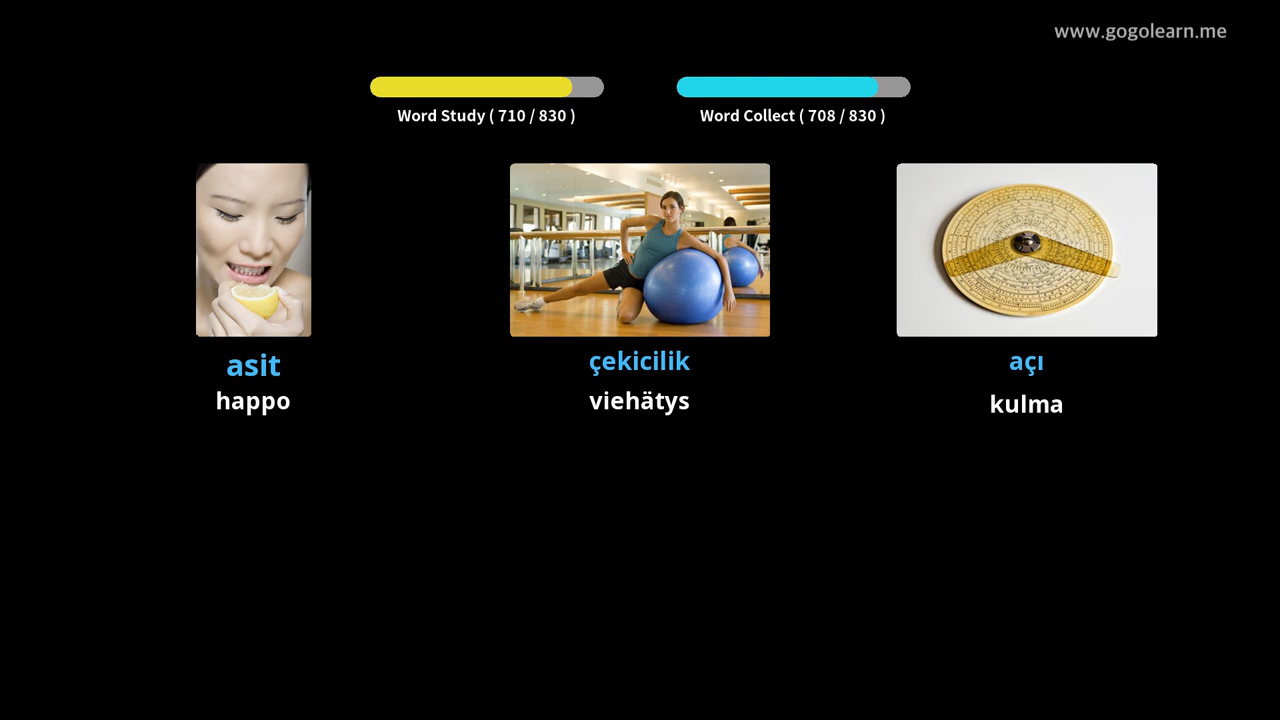 www.gogolearn.me
Word Study ( 710 / 830 )
Word Collect ( 708 / 830 )
asit
happo
çekicilik
viehätys
açı
kulma